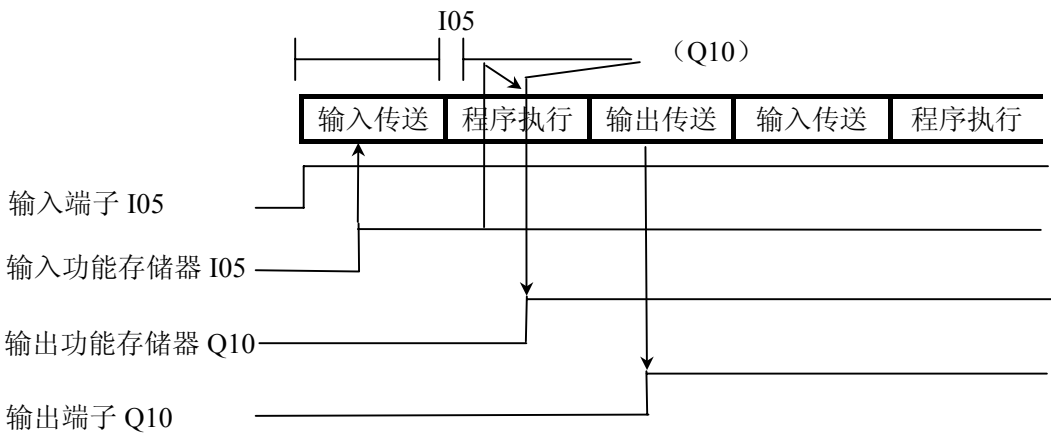 I05
（Q10）
输入传送 程序执行 输出传送 输入传送 程序执行
输入端子 I05
输入功能存储器 I05
输出功能存储器 Q10
输出端子 Q10